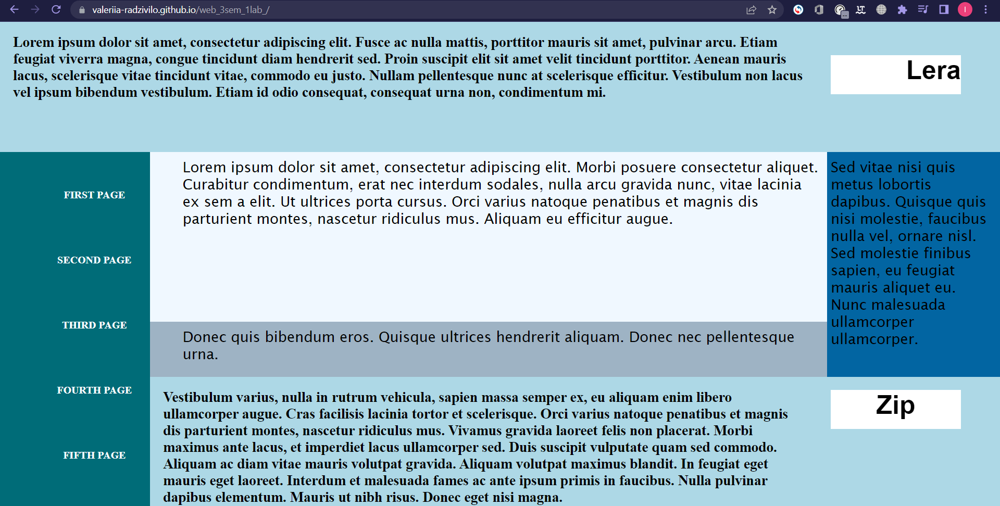 valeriia-radzivilo.github.io/web_3sem_1lab_/
I
Lorem ipsum dolor sit amet, consectetur adipiscing elit. Fusce ac nulla mattis, porttitor mauris sit amet, pulvinar arcu. Etiam
feugiat viverra magna, congue tincidunt diam hendrerit sed. Proin suscipit elit sit amet velit tincidunt porttitor. Aenean mauris
lacus, scelerisque vitae tincidunt vitae, commodo eu justo. Nullam pellentesque nunc at scelerisque efficitur. Vestibulum non lacus
vel ipsum bibendum vestibulum. Etiam id odio consequat, consequat urna non, condimentum mi.
Lera
FIRST PAGE
SECOND PAGE
THIRD PAGE
FOURTH PAGE
FIFTH PAGE
Lorem ipsum dolor sit amet, consectetur adipiscing elit. Morbi posuere consectetur aliquet.
Curabitur condimentum, erat nec interdum sodales, nulla arcu gravida nunc, vitae lacinia
ex sem a elit. Ut ultrices porta cursus. Orci varius natoque penatibus et magnis dis
parturient montes, nascetur ridiculus mus. Aliquam eu efficitur augue.
Donec quis bibendum eros. Quisque ultrices hendrerit aliquam. Donec nec pellentesque
urna.
Sed vitae nisi quis
metus lobortis
dapibus. Quisque quis
nisi molestie, faucibus
nulla vel, ornare nisl.
Sed molestie finibus
sapien, eu feugiat
mauris aliquet eu.
Nunc malesuada
ullamcorper
ullamcorper.
Vestibulum varius, nulla in rutrum vehicula, sapien massa semper ex, eu aliquam enim libero
ullamcorper augue. Cras facilisis lacinia tortor et scelerisque. Orci varius natoque penatibus et magnis
dis parturient montes, nascetur ridiculus mus. Vivamus gravida laoreet felis non placerat. Morbi
maximus ante lacus, et imperdiet lacus ullamcorper sed. Duis suscipit vulputate quam sed commodo.
Aliquam ac diam vitae mauris volutpat gravida. Aliquam volutpat maximus blandit. In feugiat eget
mauris eget laoreet. Interdum et malesuada fames ac ante ipsum primis in faucibus. Nulla pulvinar
dapibus elementum. Mauris ut nibh risus. Donec eget nisi magna.
Zip